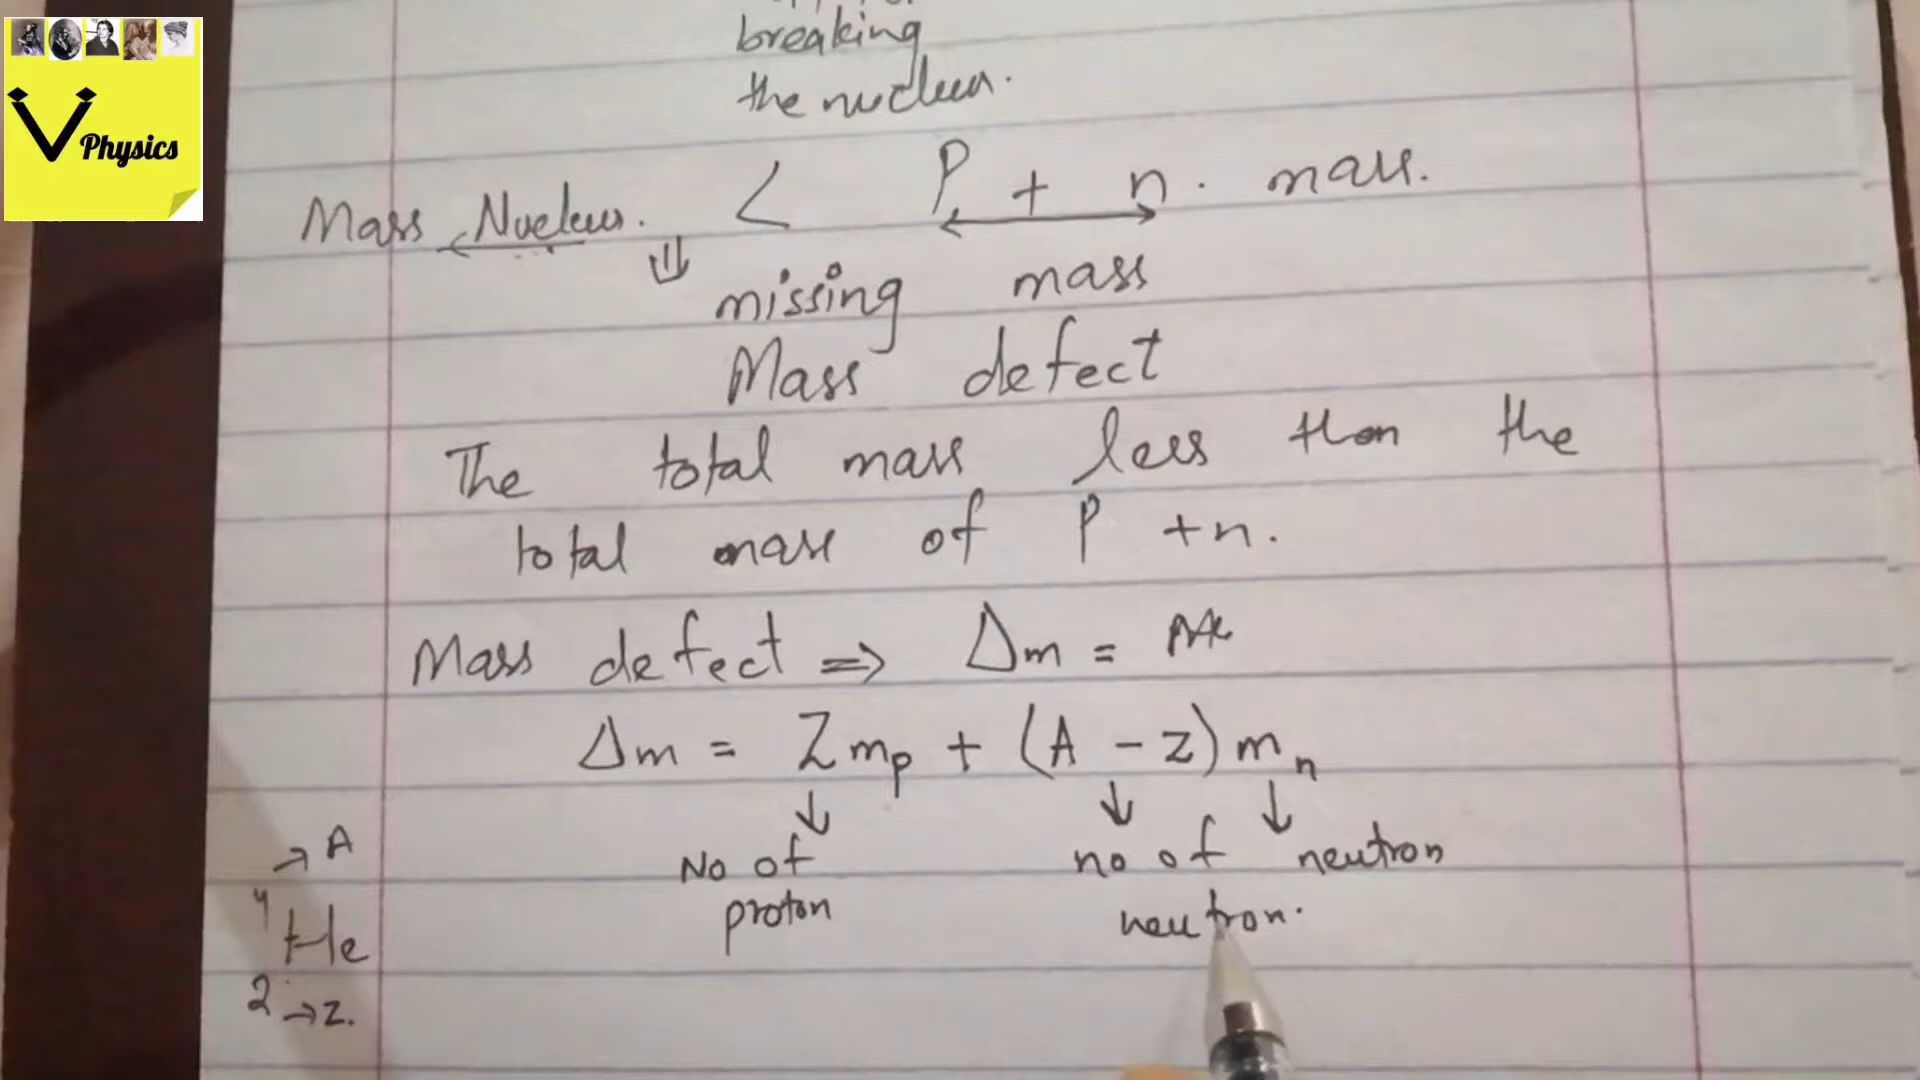 V Physics
breaking
the nucleus.
Mass Nucleus. < P + n. mass.
⇓ missing mass
Mass defect
The total mass less than the
total mass of P + n.
Mass defect ⇒ Δm =
Δm = Zmp + (A - Z)mn
↓ ↓ ↓
No of proton
no of neutron.
neutron
→ A
4
He
2 → Z.